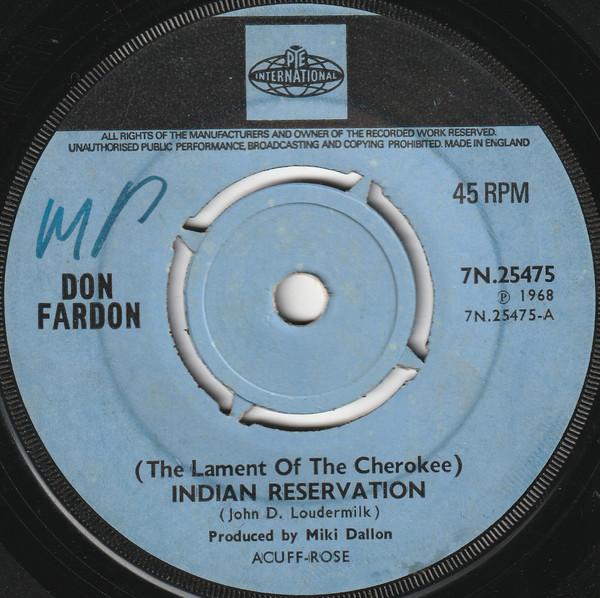 PYE
INTERNATIONAL
ALL RIGHTS OF THE MANUFACTURERS AND OWNER OF THE RECORDED WORK RESERVED.
UNAUTHORISED PUBLIC PERFORMANCE, BROADCASTING AND COPYING PROHIBITED. MADE IN ENGLAND
45 RPM
DON
FARDON
7N.25475
Ⓟ 1968
7N.25475-A
(The Lament Of The Cherokee)
INDIAN RESERVATION
(John D. Loudermilk)
Produced by Miki Dallon
ACUFF-ROSE